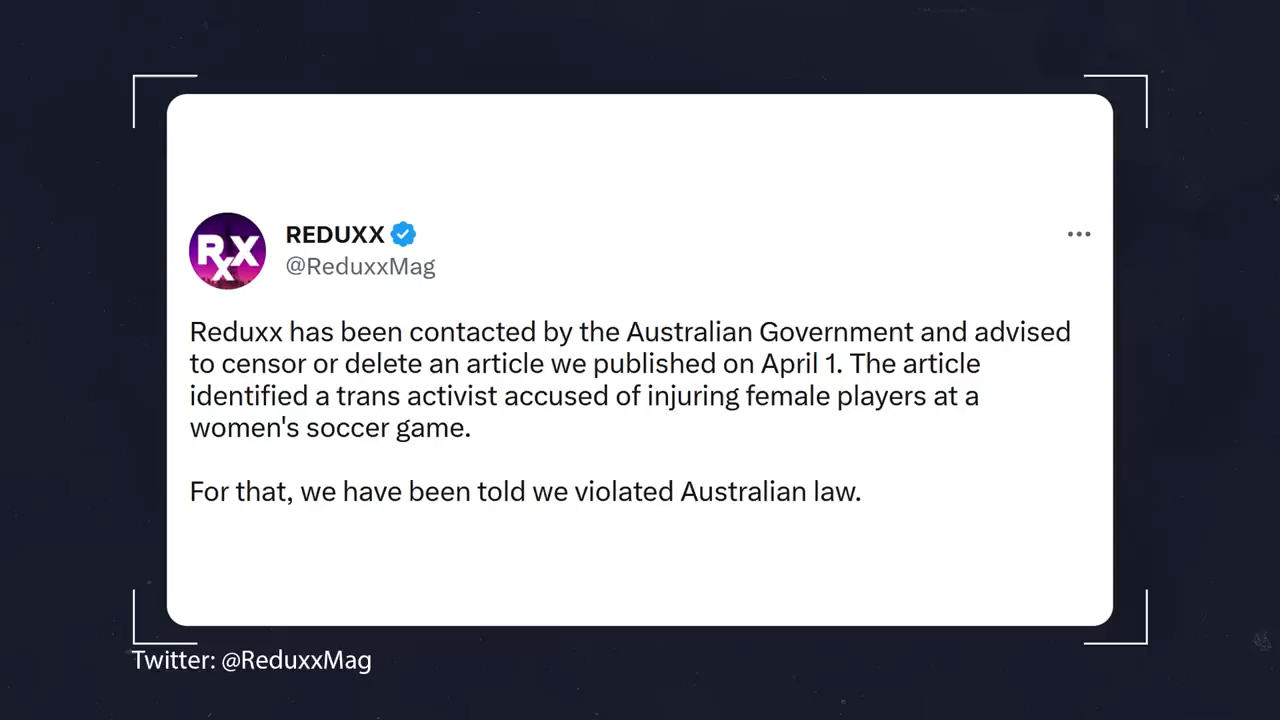 RXX
REDUXX
@ReduxxMag
Reduxx has been contacted by the Australian Government and advised
to censor or delete an article we published on April 1. The article
identified a trans activist accused of injuring female players at a
women's soccer game.
For that, we have been told we violated Australian law.
Twitter: @ReduxxMag